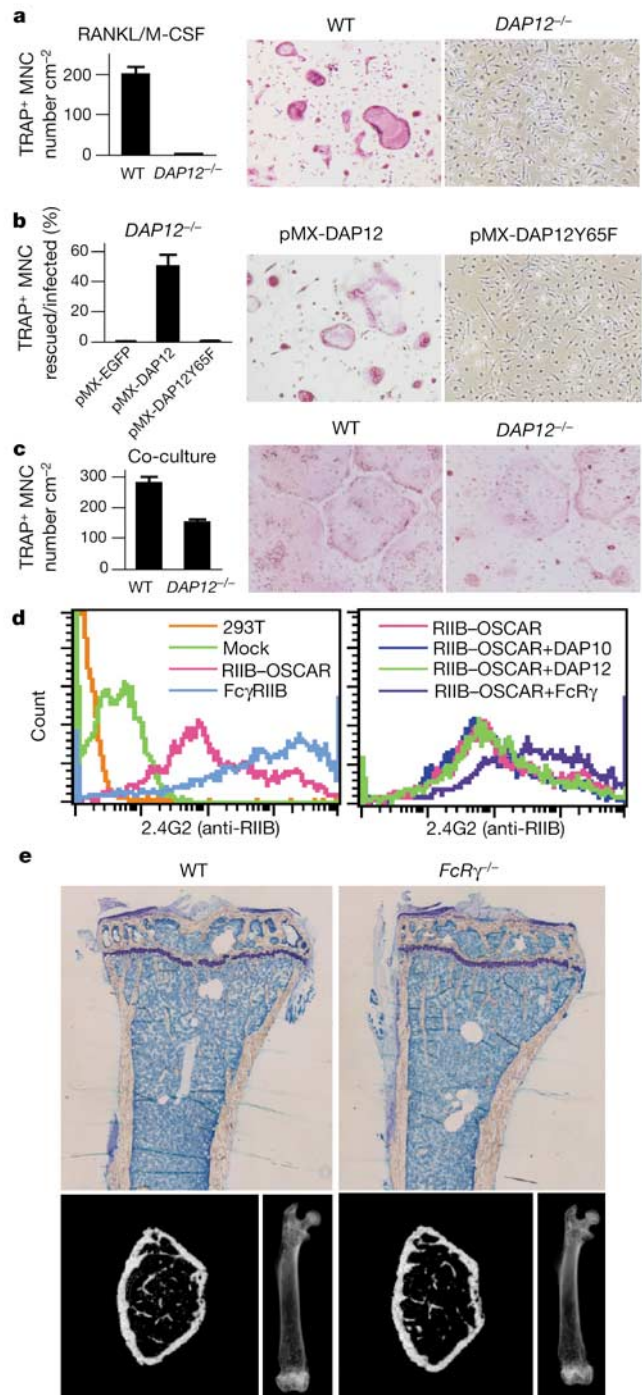 a
RANKL/M-CSF
WT
DAP12−/−
TRAP+ MNC
number cm−2
200
100
0
WT DAP12−/−
b
DAP12−/−
pMX-DAP12
pMX-DAP12Y65F
TRAP+ MNC
rescued/infected (%)
60
40
20
0
pMX-EGFP
pMX-DAP12
pMX-DAP12Y65F
c
Co-culture
WT
DAP12−/−
TRAP+ MNC
number cm−2
300
200
100
0
WT DAP12−/−
d
Count
293T
Mock
RIIB–OSCAR
FcγRIIB
2.4G2 (anti-RIIB)
RIIB–OSCAR
RIIB–OSCAR+DAP10
RIIB–OSCAR+DAP12
RIIB–OSCAR+FcRγ
2.4G2 (anti-RIIB)
e
WT
FcRγ−/−